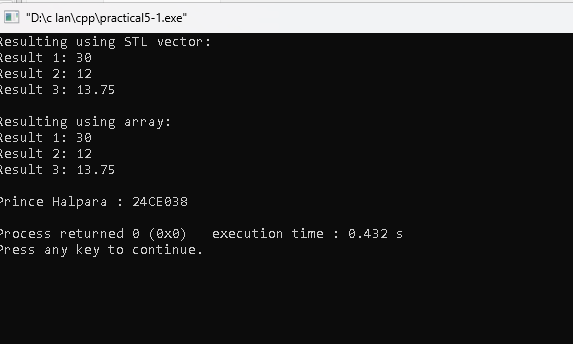 "D:\c lan\cpp\practical5-1.exe"
Resulting using STL vector:
Result 1: 30
Result 2: 12
Result 3: 13.75
Resulting using array:
Result 1: 30
Result 2: 12
Result 3: 13.75
Prince Halpara : 24CE038
Process returned 0 (0x0)   execution time : 0.432 s
Press any key to continue.